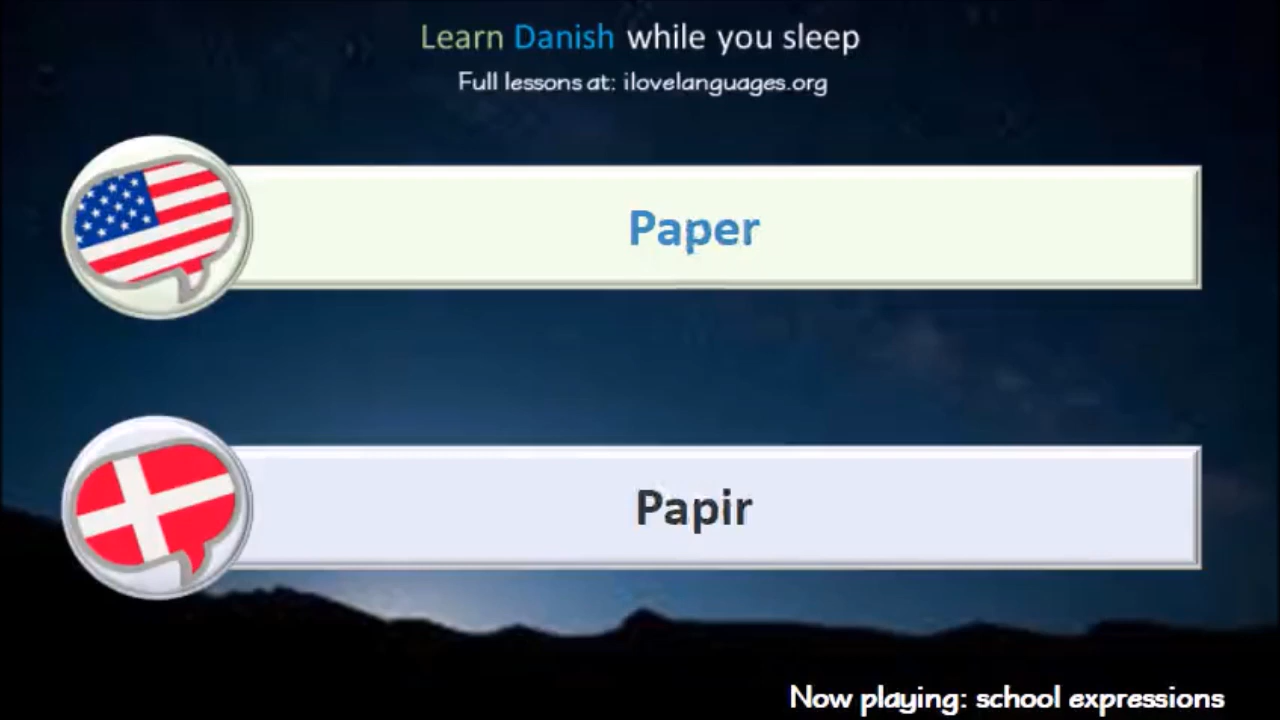 Learn Danish while you sleep
Full lessons at: ilovelanguages.org
Paper
Papir
Now playing: school expressions